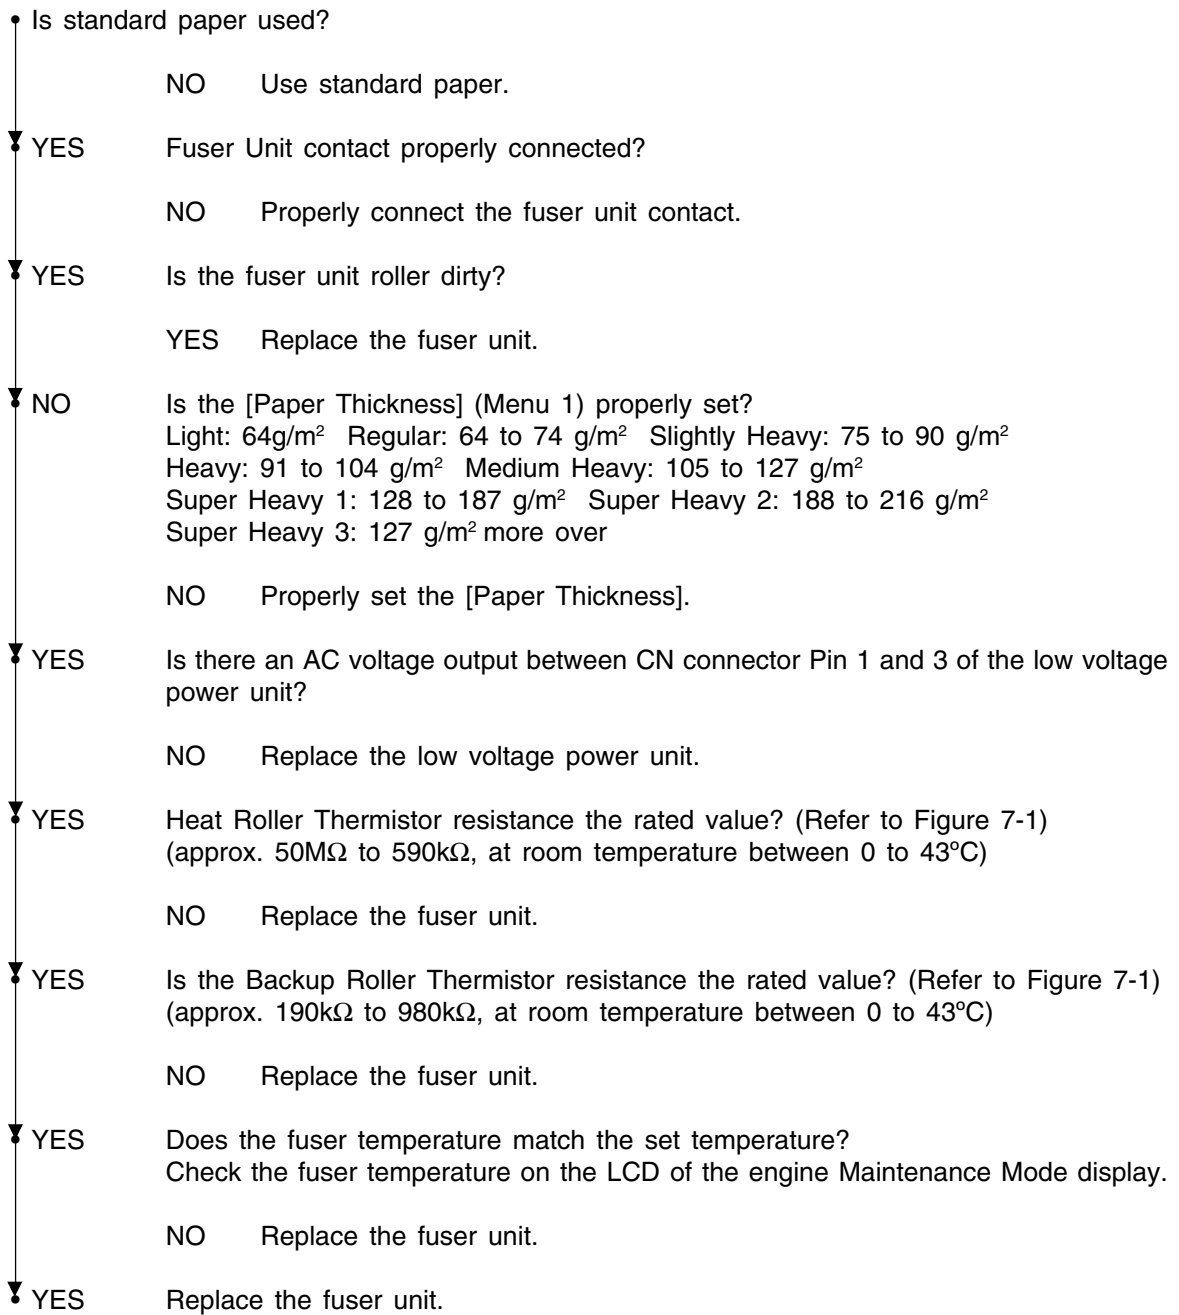 Is standard paper used?
NO Use standard paper.
YES Fuser Unit contact properly connected?
NO Properly connect the fuser unit contact.
YES Is the fuser unit roller dirty?
YES Replace the fuser unit.
NO Is the [Paper Thickness] (Menu 1) properly set?
Light: 64g/m² Regular: 64 to 74 g/m² Slightly Heavy: 75 to 90 g/m²
Heavy: 91 to 104 g/m² Medium Heavy: 105 to 127 g/m²
Super Heavy 1: 128 to 187 g/m² Super Heavy 2: 188 to 216 g/m²
Super Heavy 3: 127 g/m² more over
NO Properly set the [Paper Thickness].
YES Is there an AC voltage output between CN connector Pin 1 and 3 of the low voltage
power unit?
NO Replace the low voltage power unit.
YES Heat Roller Thermistor resistance the rated value? (Refer to Figure 7-1)
(approx. 50MΩ to 590kΩ, at room temperature between 0 to 43ºC)
NO Replace the fuser unit.
YES Is the Backup Roller Thermistor resistance the rated value? (Refer to Figure 7-1)
(approx. 190kΩ to 980kΩ, at room temperature between 0 to 43ºC)
NO Replace the fuser unit.
YES Does the fuser temperature match the set temperature?
Check the fuser temperature on the LCD of the engine Maintenance Mode display.
NO Replace the fuser unit.
YES Replace the fuser unit.